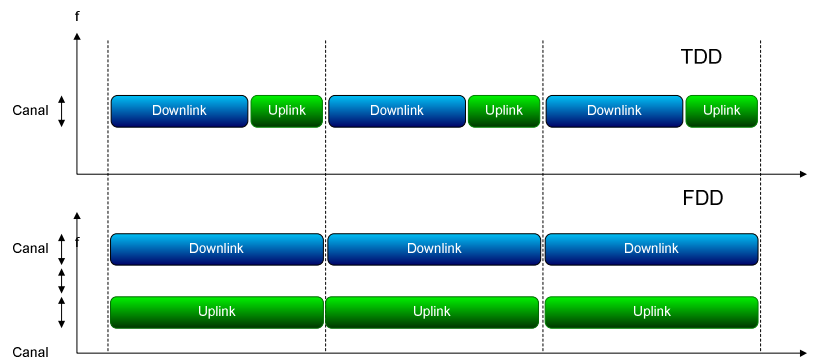 f
TDD
Canal
Downlink Uplink Downlink Uplink Downlink Uplink
FDD
f
Canal
Downlink Downlink Downlink
Uplink Uplink Uplink
Canal